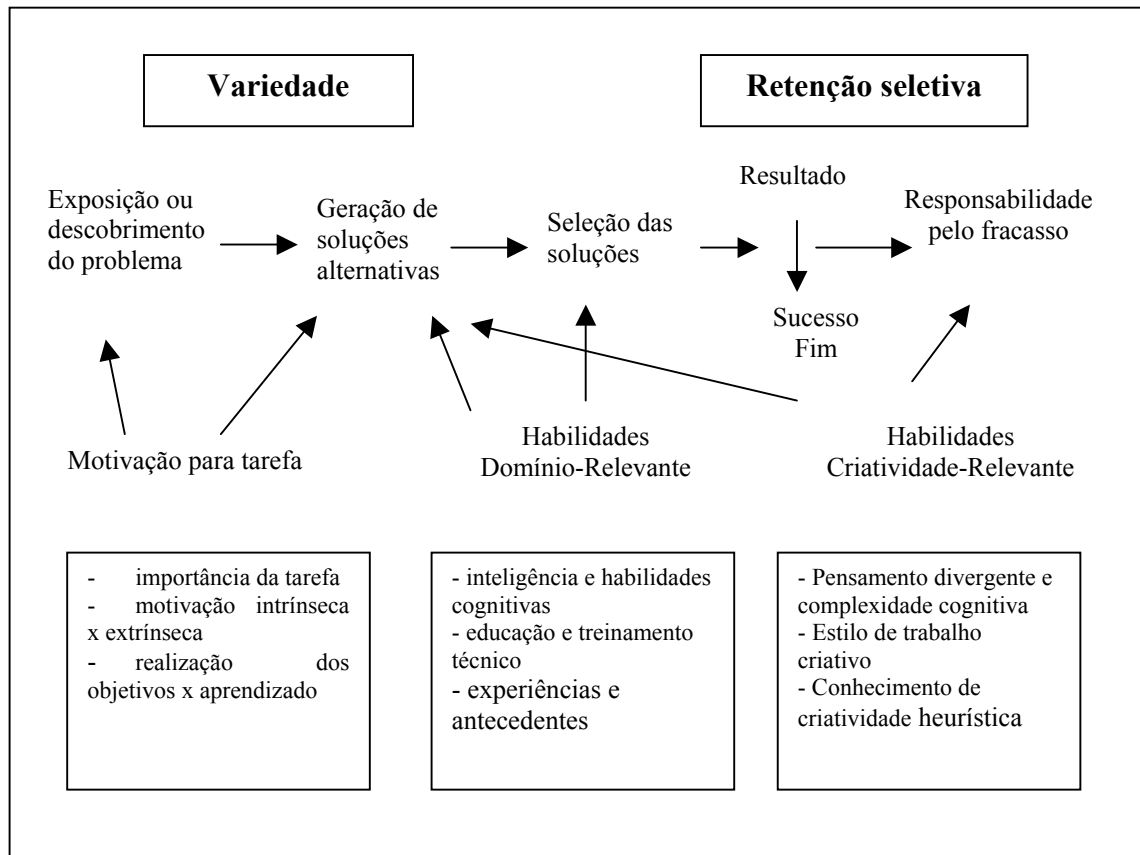 Variedade
Retenção seletiva
Exposição ou
descobrimento
do problema
Geração de
soluções
alternativas
Seleção das
soluções
Resultado
Sucesso
Fim
Responsabilidade
pelo fracasso
Motivação para tarefa
Habilidades
Domínio-Relevante
Habilidades
Criatividade-Relevante
- importância da tarefa
- motivação intrínseca
x extrínseca
- realização dos
objetivos x aprendizado
- inteligência e habilidades
cognitivas
- educação e treinamento
técnico
- experiências e
antecedentes
- Pensamento divergente e
complexidade cognitiva
- Estilo de trabalho
criativo
- Conhecimento de
criatividade heurística